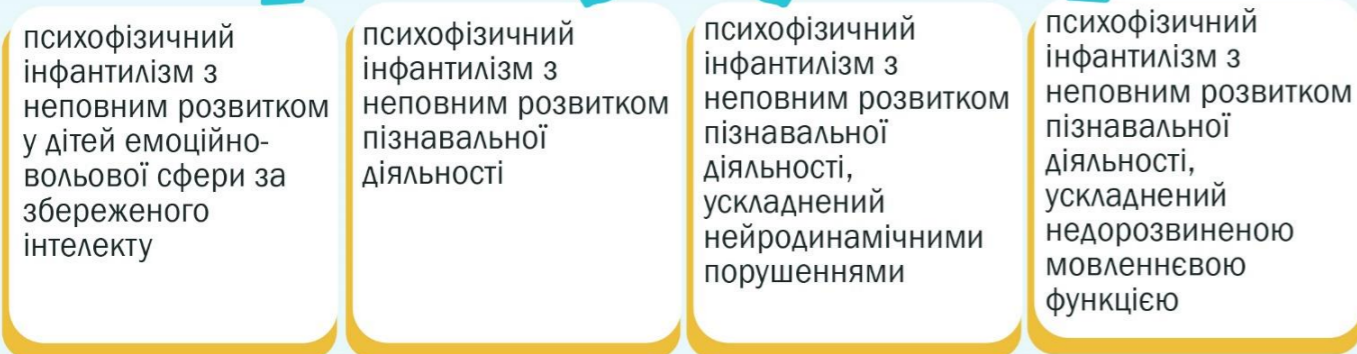 психофізичний
інфантилізм з
неповним розвитком
у дітей емоційно-
вольової сфери за
збереженого
інтелекту
психофізичний
інфантилізм з
неповним розвитком
пізнавальної
діяльності
психофізичний
інфантилізм з
неповним розвитком
пізнавальної
діяльності,
ускладнений
нейродинамічними
порушеннями
психофізичний
інфантилізм з
неповним розвитком
пізнавальної
діяльності,
ускладнений
недорозвиненою
мовленнєвою
функцією